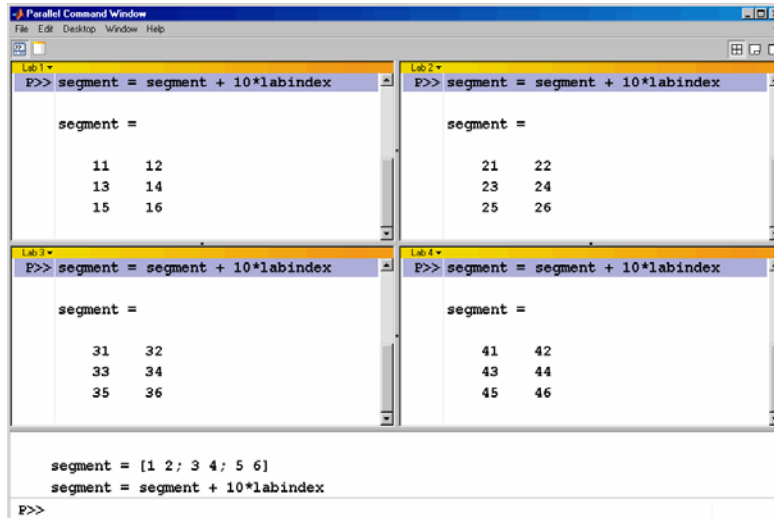 Parallel Command Window
File Edit Desktop Window Help
Lab 1
P>> segment = segment + 10*labindex
segment =
11 12
13 14
15 16
Lab 2
P>> segment = segment + 10*labindex
segment =
21 22
23 24
25 26
Lab 3
P>> segment = segment + 10*labindex
segment =
31 32
33 34
35 36
Lab 4
P>> segment = segment + 10*labindex
segment =
41 42
43 44
45 46
segment = [1 2; 3 4; 5 6]
segment = segment + 10*labindex
P>>